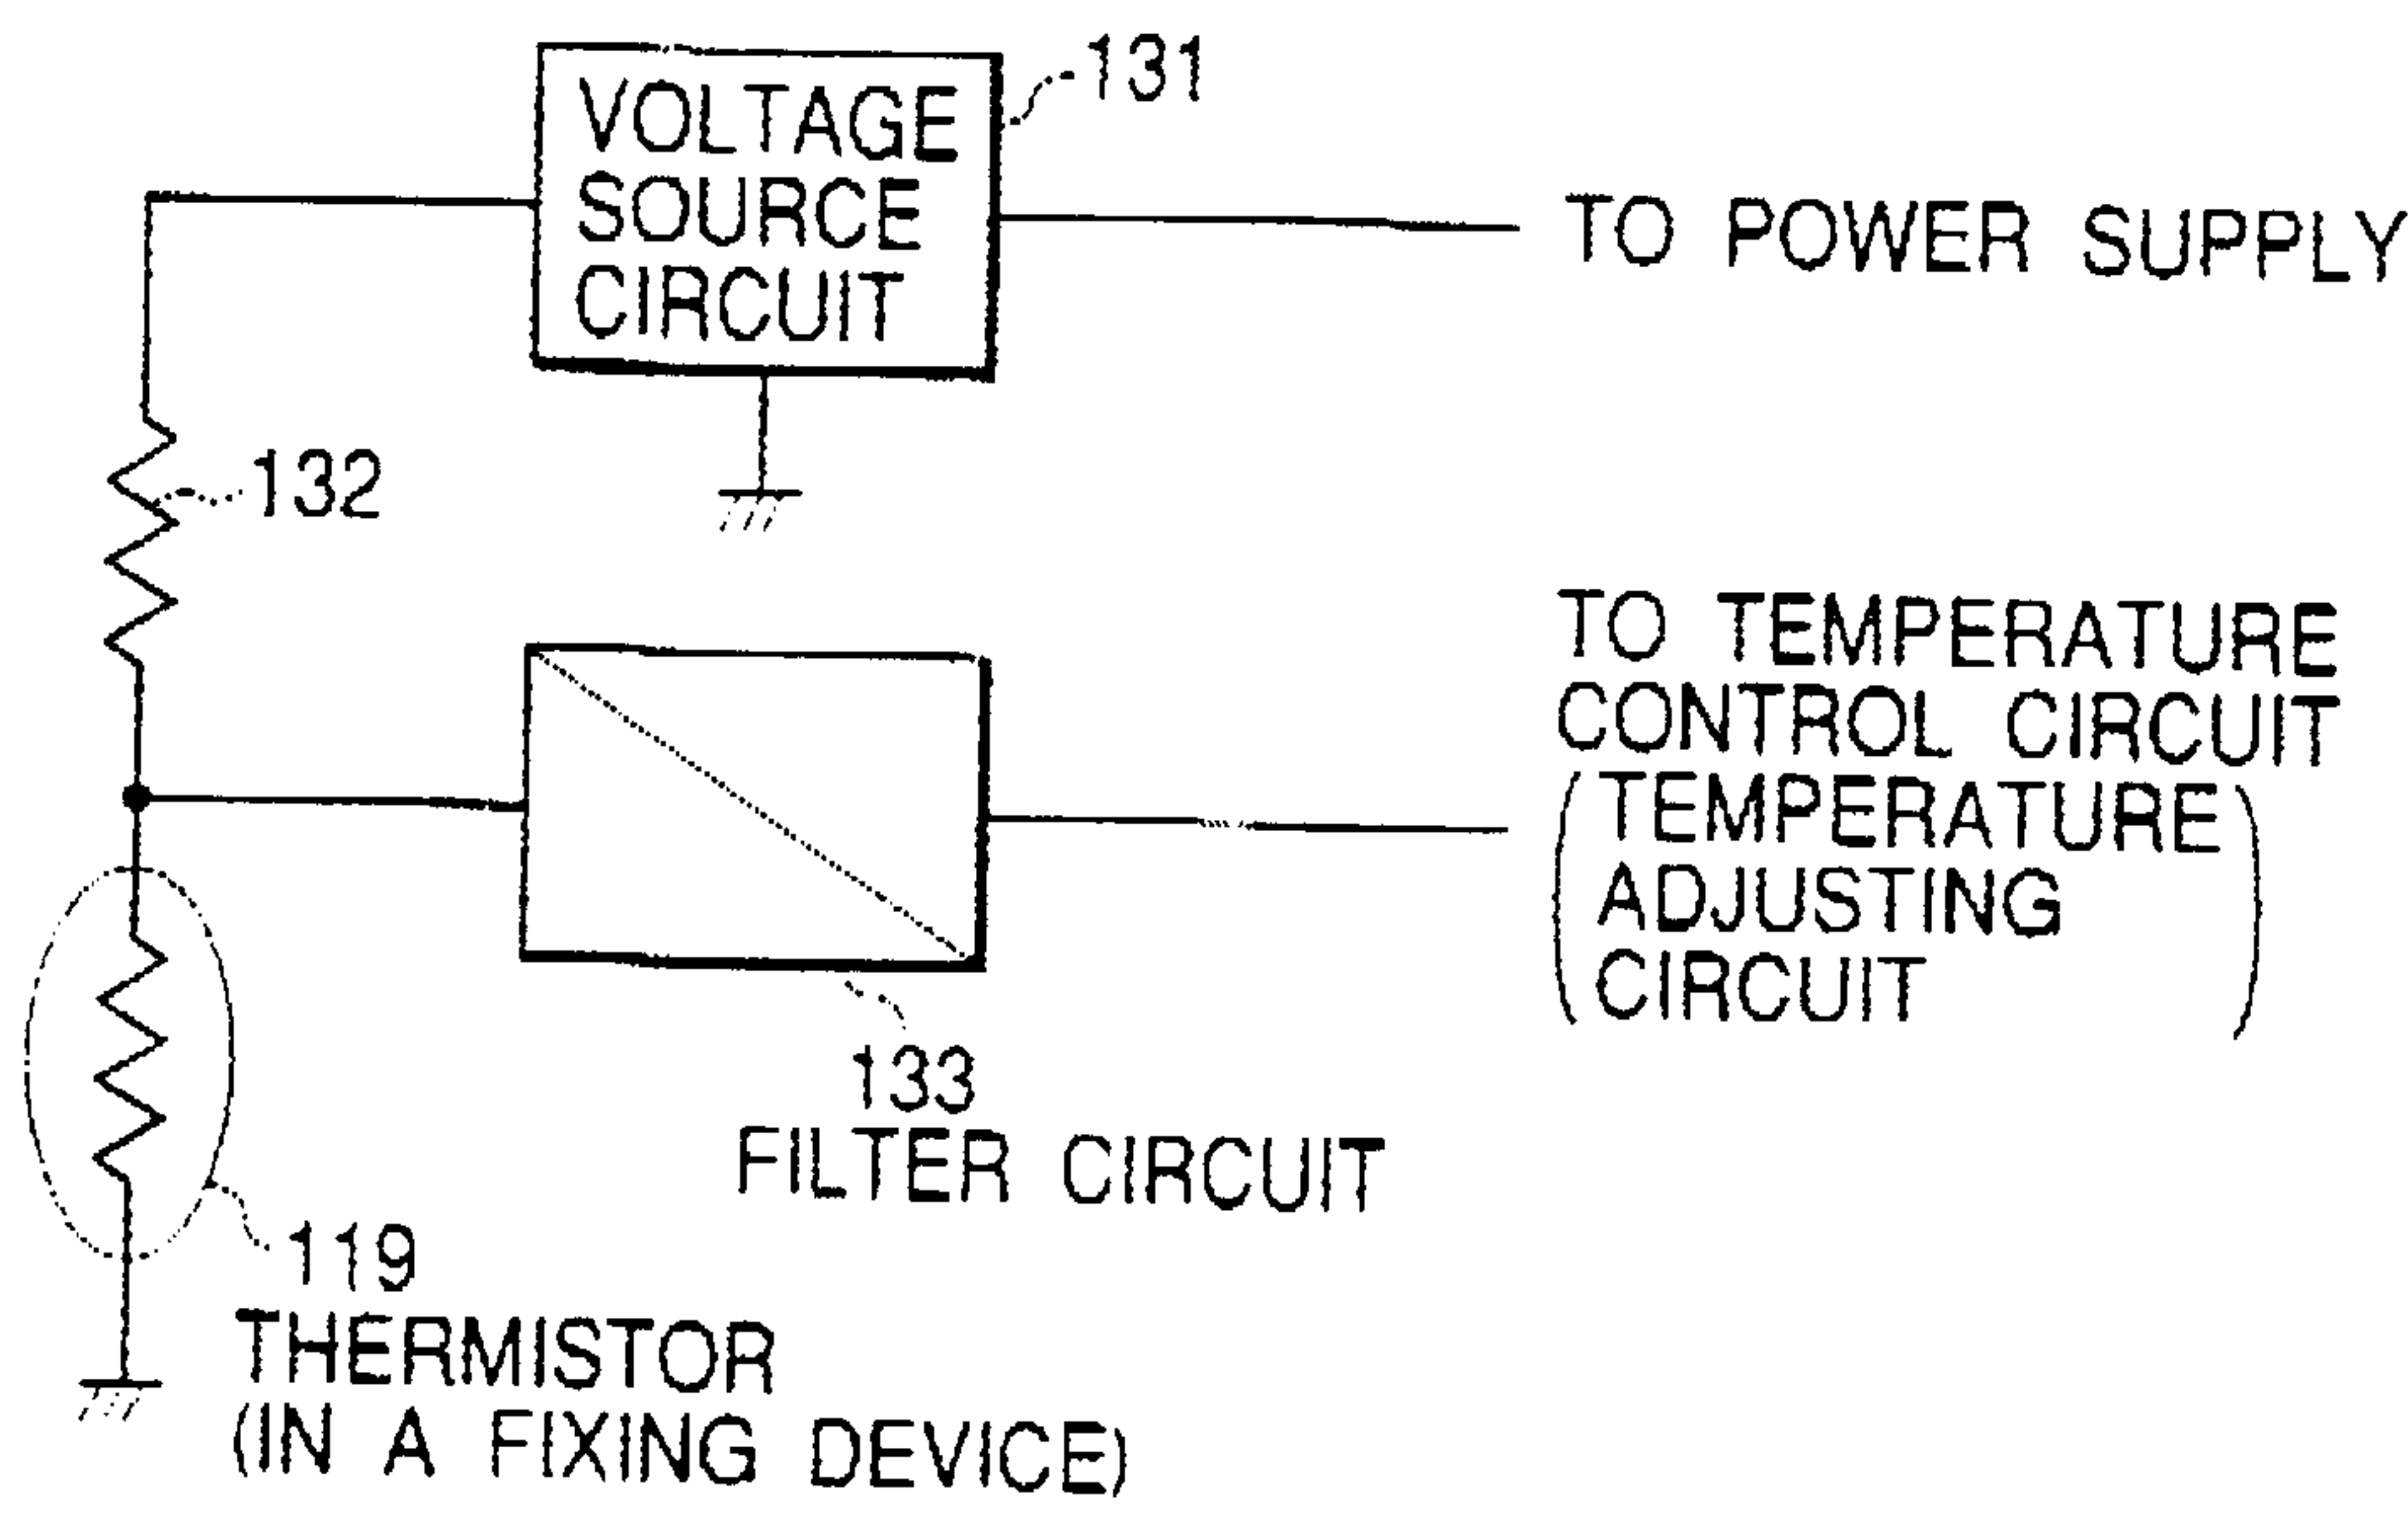 VOLTAGE
SOURCE
CIRCUIT
131
TO POWER SUPPLY
132
TO TEMPERATURE
CONTROL CIRCUIT
(TEMPERATURE
ADJUSTING
CIRCUIT)
133
FILTER CIRCUIT
119
THERMISTOR
(IN A FIXING DEVICE)